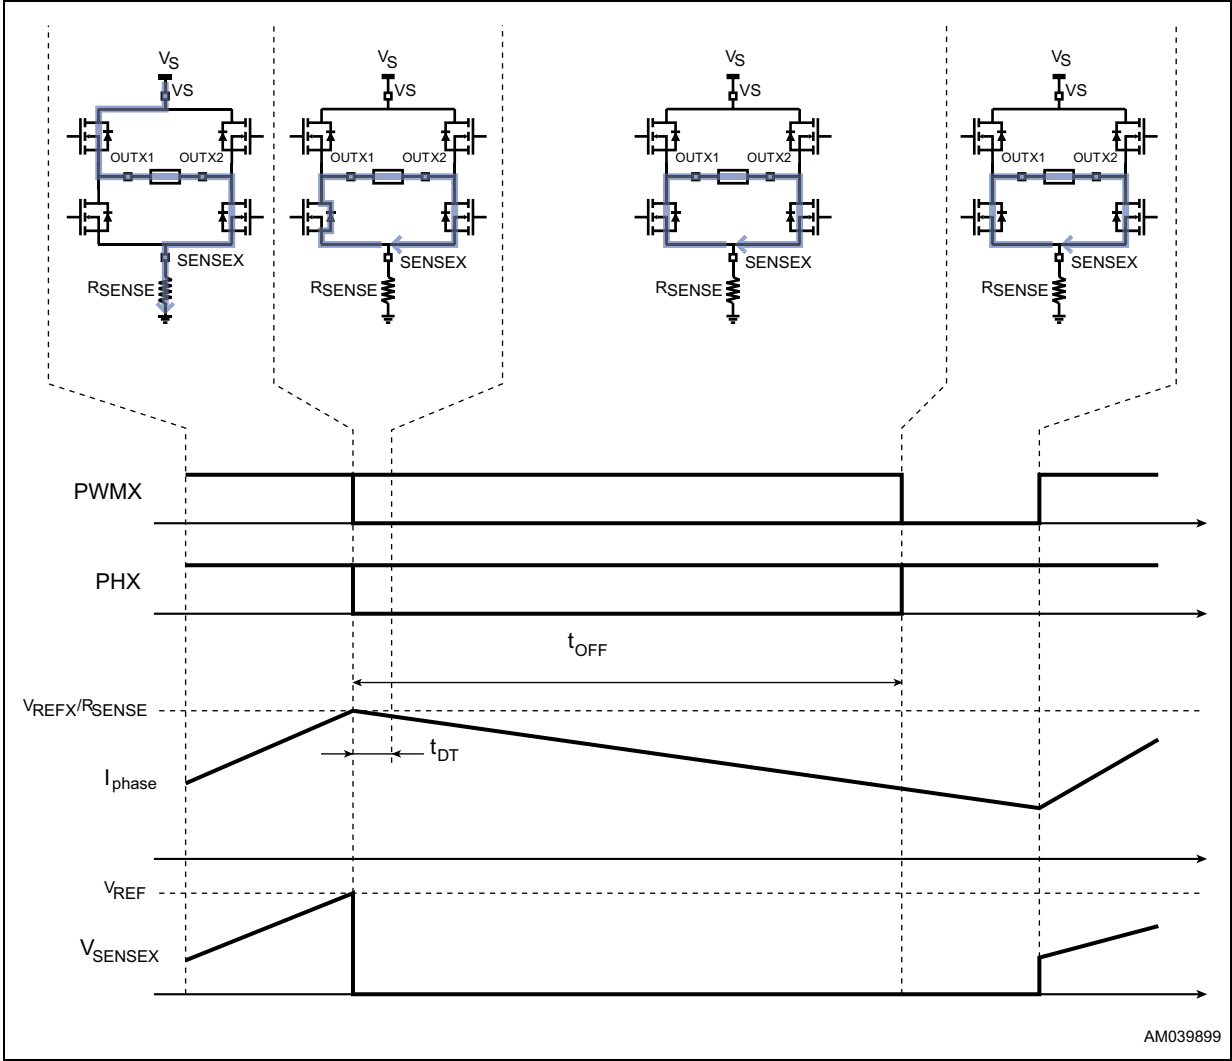 VS VS VS VS
VS VS VS VS
OUTX1 OUTX2 OUTX1 OUTX2 OUTX1 OUTX2 OUTX1 OUTX2
SENSEX SENSEX SENSEX SENSEX
RSENSE RSENSE RSENSE RSENSE
PWMX
PHX
tOFF
VREFX/RSENSE
tDT
Iphase
VREF
VSENSEX
AM039899